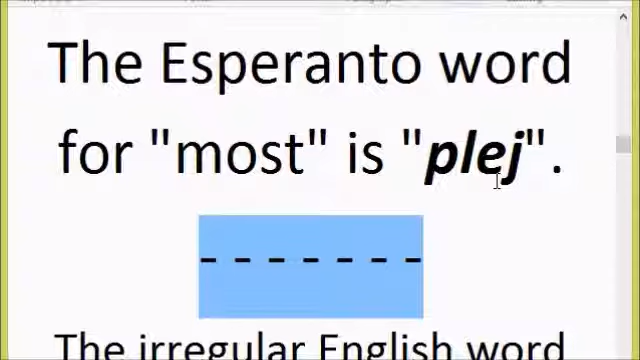 The Esperanto word
for "most" is "plej".
- - - - - - -
The irregular English word